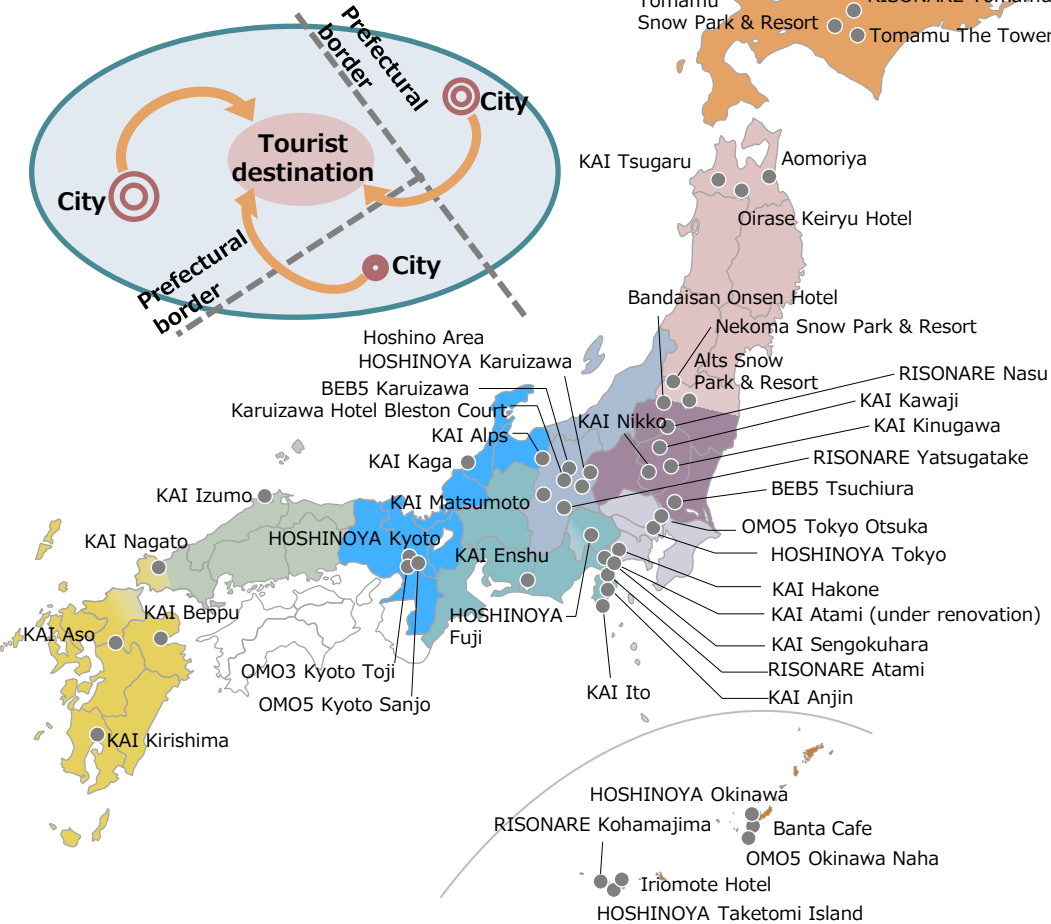 Tomamu
RISONARE Tomamu
Snow Park & Resort
Tomamu The Tower
Prefectural
border
City
Tourist
destination
City
City
Prefectural
border
KAI Tsugaru
Aomoriya
Oirase Keiryu Hotel
Bandaisan Onsen Hotel
Nekoma Snow Park & Resort
Hoshino Area
HOSHINOYA Karuizawa
Alts Snow
Park & Resort
BEB5 Karuizawa
RISONARE Nasu
Karuizawa Hotel Bleston Court
KAI Kawaji
KAI Nikko
KAI Kinugawa
KAI Alps
KAI Kaga
RISONARE Yatsugatake
KAI Izumo
KAI Matsumoto
BEB5 Tsuchiura
OMO5 Tokyo Otsuka
KAI Nagato
HOSHINOYA Kyoto
KAI Enshu
HOSHINOYA Tokyo
KAI Hakone
KAI Beppu
HOSHINOYA
Fuji
KAI Atami (under renovation)
KAI Aso
KAI Sengokuhara
OMO3 Kyoto Toji
RISONARE Atami
KAI Ito
KAI Anjin
OMO5 Kyoto Sanjo
KAI Kirishima
HOSHINOYA Okinawa
RISONARE Kohamajima
Banta Cafe
OMO5 Okinawa Naha
Iriomote Hotel
HOSHINOYA Taketomi Island